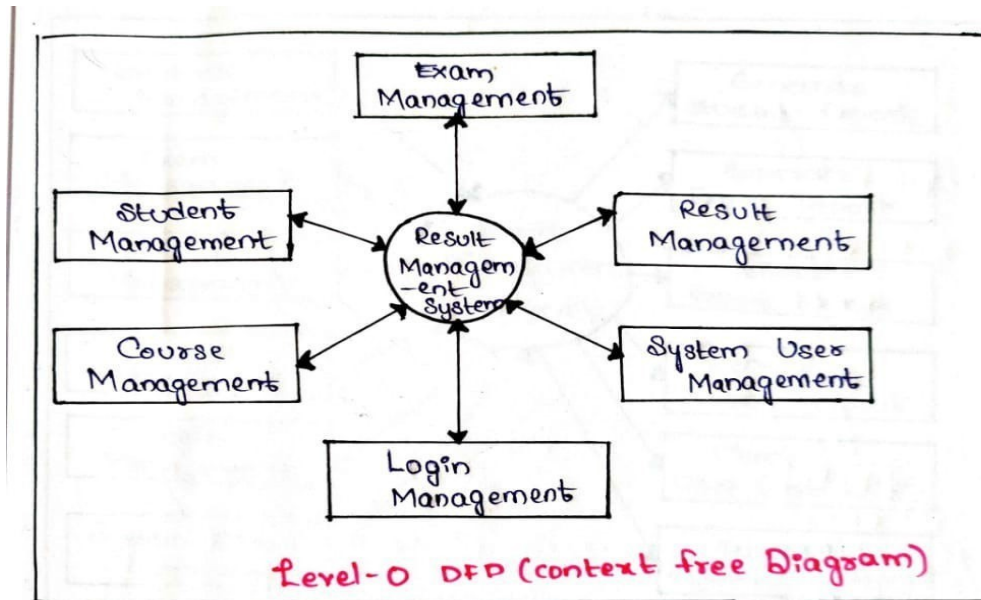 Exam
Management
Student
Management
Result
Management
Result
Managem
-ent
System
Course
Management
System User
Management
Login
Management
Level-0 DFD (context free Diagram)